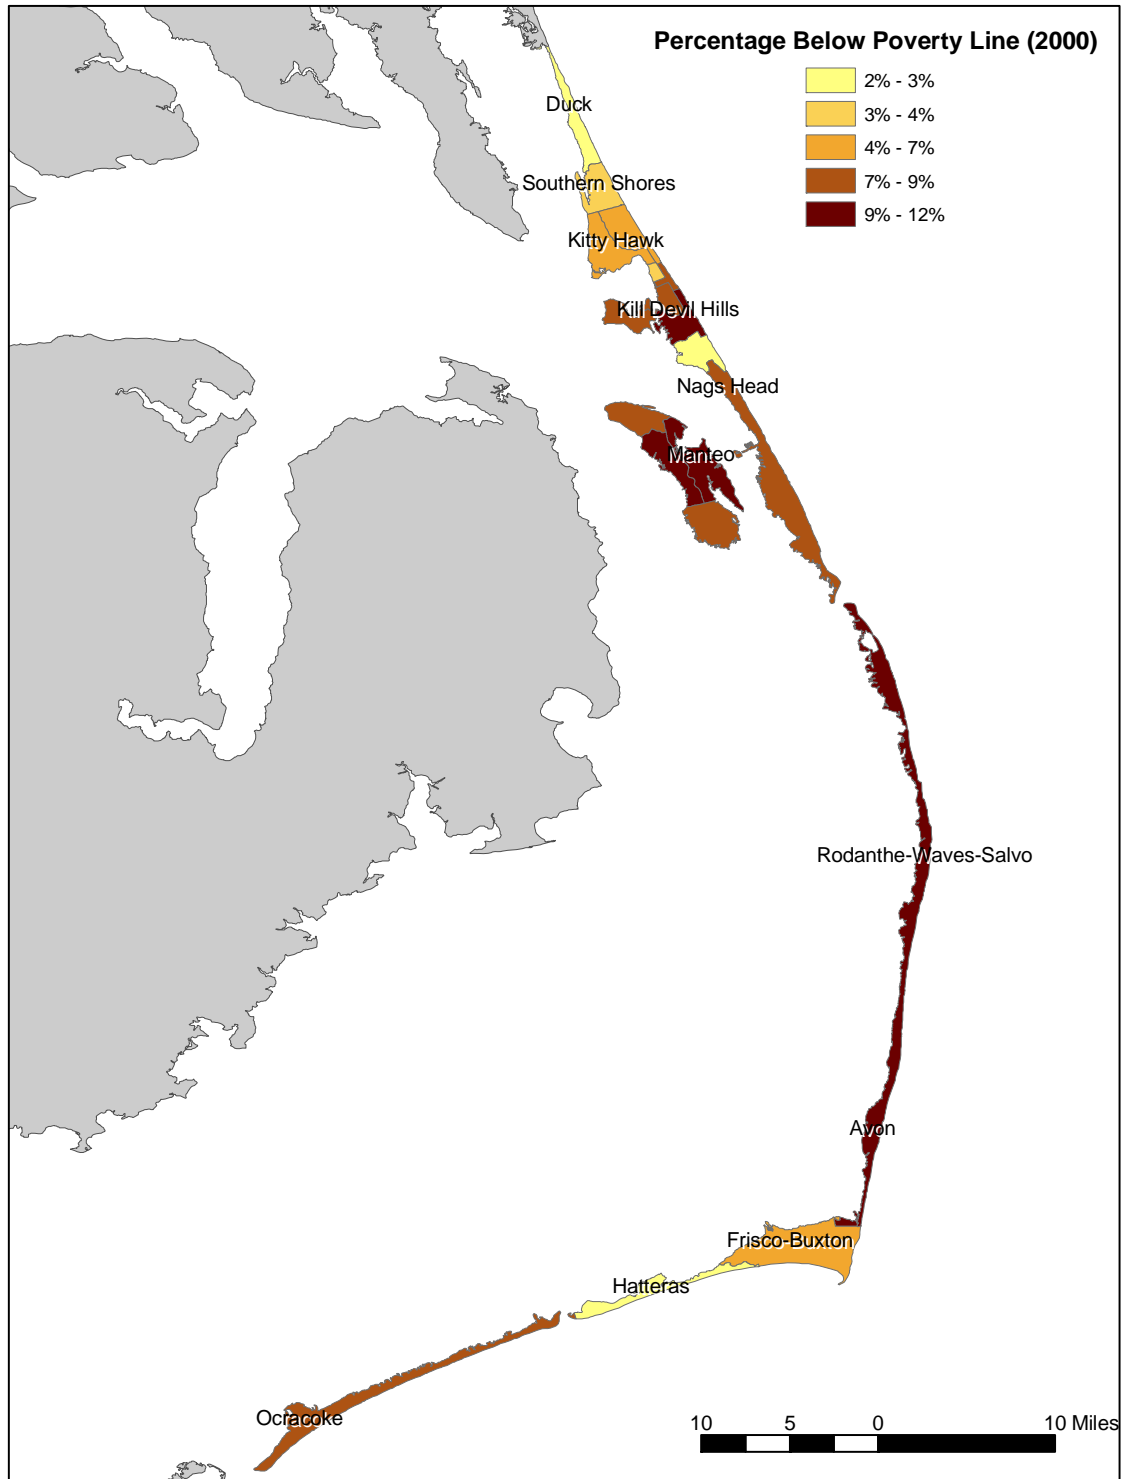 Percentage Below Poverty Line (2000)
2% - 3%
3% - 4%
4% - 7%
7% - 9%
9% - 12%
Duck
Southern Shores
Kitty Hawk
Kill Devil Hills
Nags Head
Manteo
Rodanthe-Waves-Salvo
Avon
Frisco-Buxton
Hatteras
Ocracoke
10 5 0 10 Miles